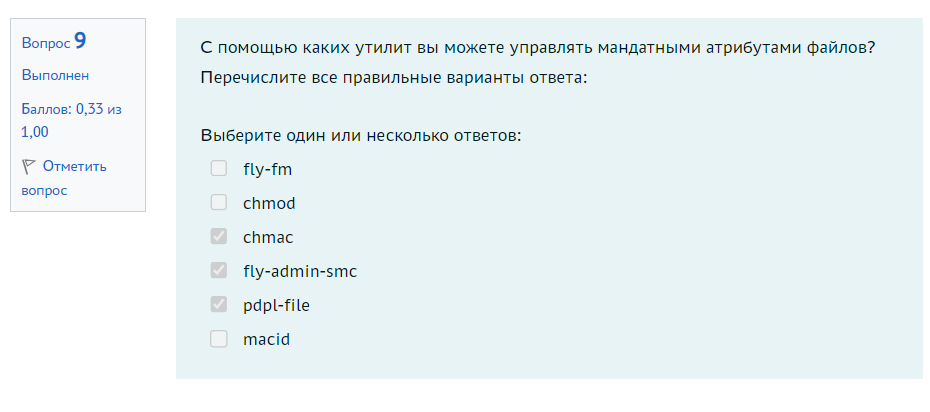 Вопрос 9
Выполнен
Баллов: 0,33 из
1,00
Отметить
вопрос
С помощью каких утилит вы можете управлять мандатными атрибутами файлов?
Перечислите все правильные варианты ответа:
Выберите один или несколько ответов:
fly-fm
chmod
chmac
fly-admin-smc
pdpl-file
macid